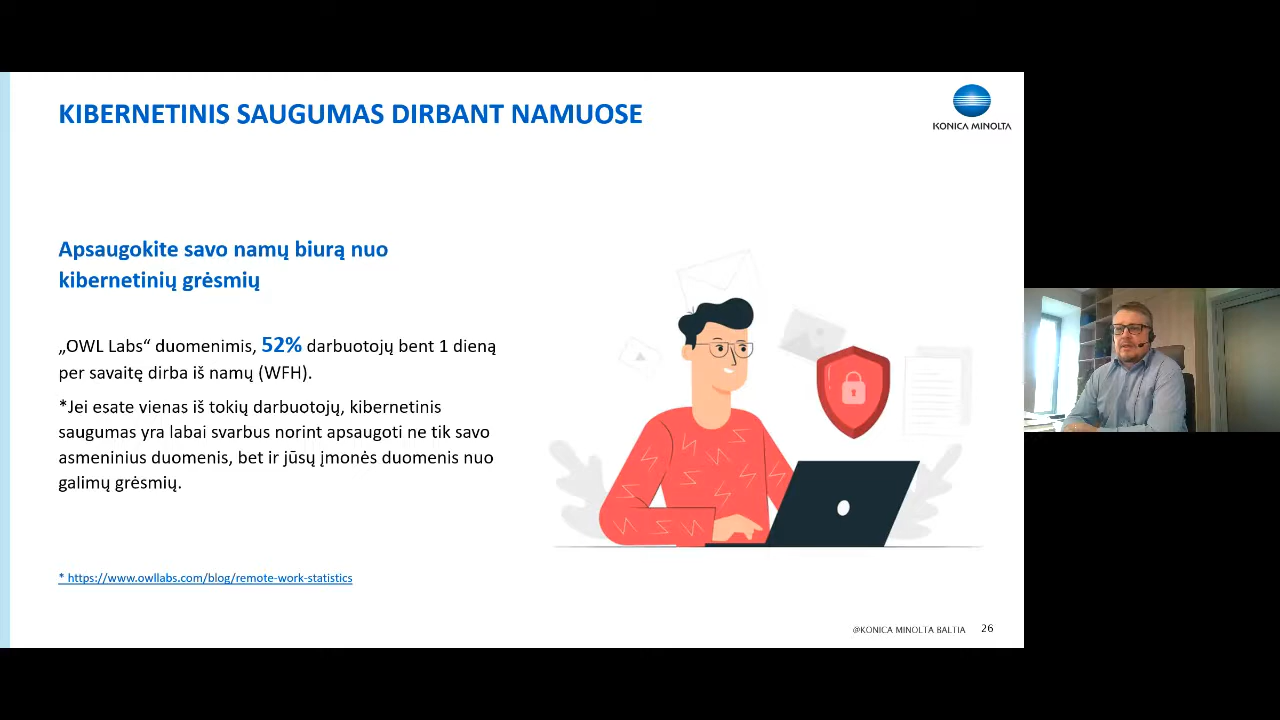 KIBERNETINIS SAUGUMAS DIRBANT NAMUOSE
KONICA MINOLTA
Apsaugokite savo namų biurą nuo
kibernetinių grėsmių
„OWL Labs“ duomenimis, 52% darbuotojų bent 1 dieną
per savaitę dirba iš namų (WFH).
*Jei esate vienas iš tokių darbuotojų, kibernetinis
saugumas yra labai svarbus norint apsaugoti ne tik savo
asmeninius duomenis, bet ir jūsų įmonės duomenis nuo
galimų grėsmių.
* https://www.owllabs.com/blog/remote-work-statistics
@KONICA MINOLTA BALTIA 26